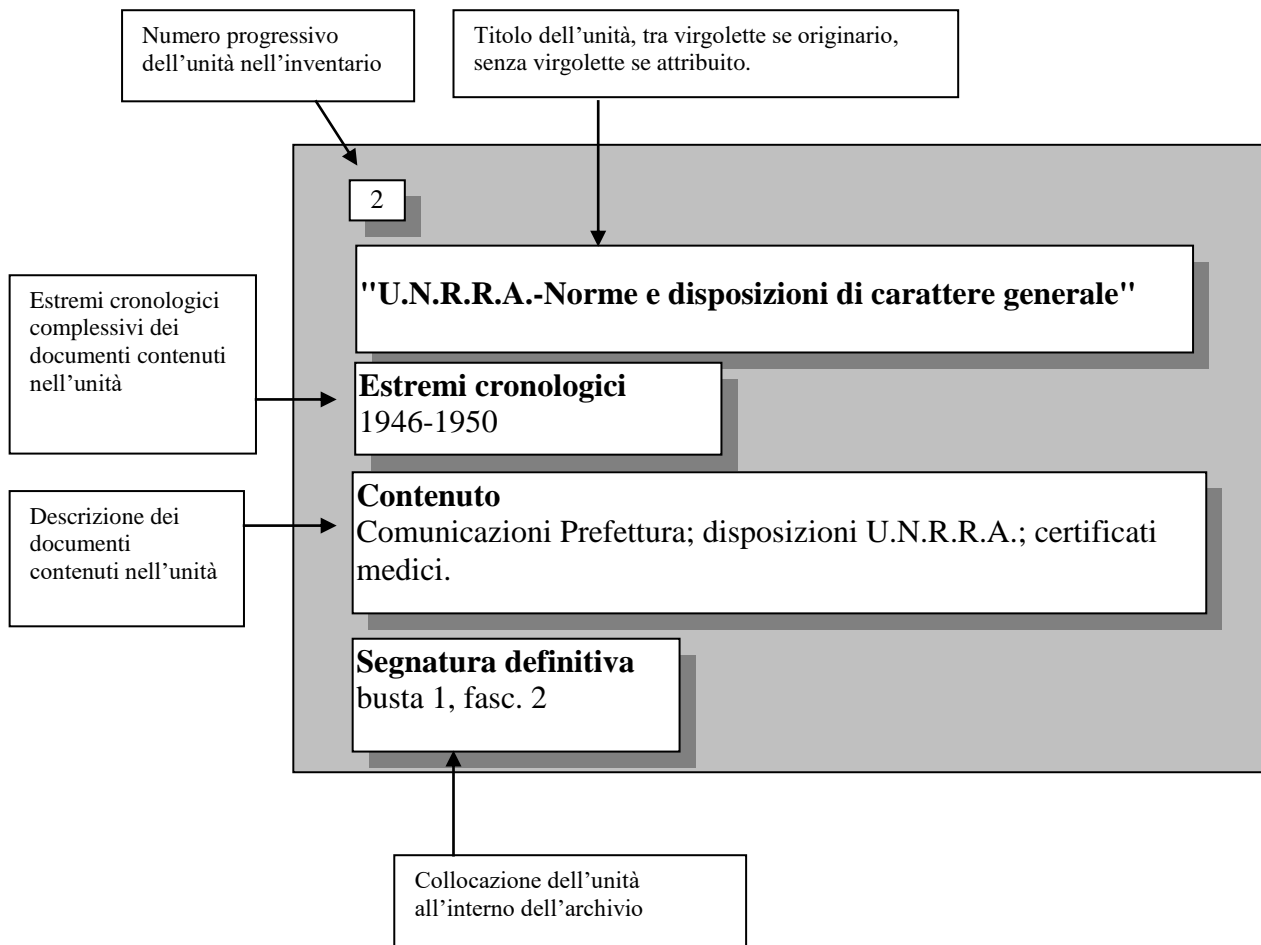 Numero progressivo
dell’unità nell’inventario
Titolo dell’unità, tra virgolette se originario,
senza virgolette se attribuito.
2
"U.N.R.R.A.-Norme e disposizioni di carattere generale"
Estremi cronologici
complessivi dei
documenti contenuti
nell’unità
Estremi cronologici
1946-1950
Descrizione dei
documenti
contenuti nell’unità
Contenuto
Comunicazioni Prefettura; disposizioni U.N.R.R.A.; certificati
medici.
Segnatura definitiva
busta 1, fasc. 2
Collocazione dell’unità
all’interno dell’archivio